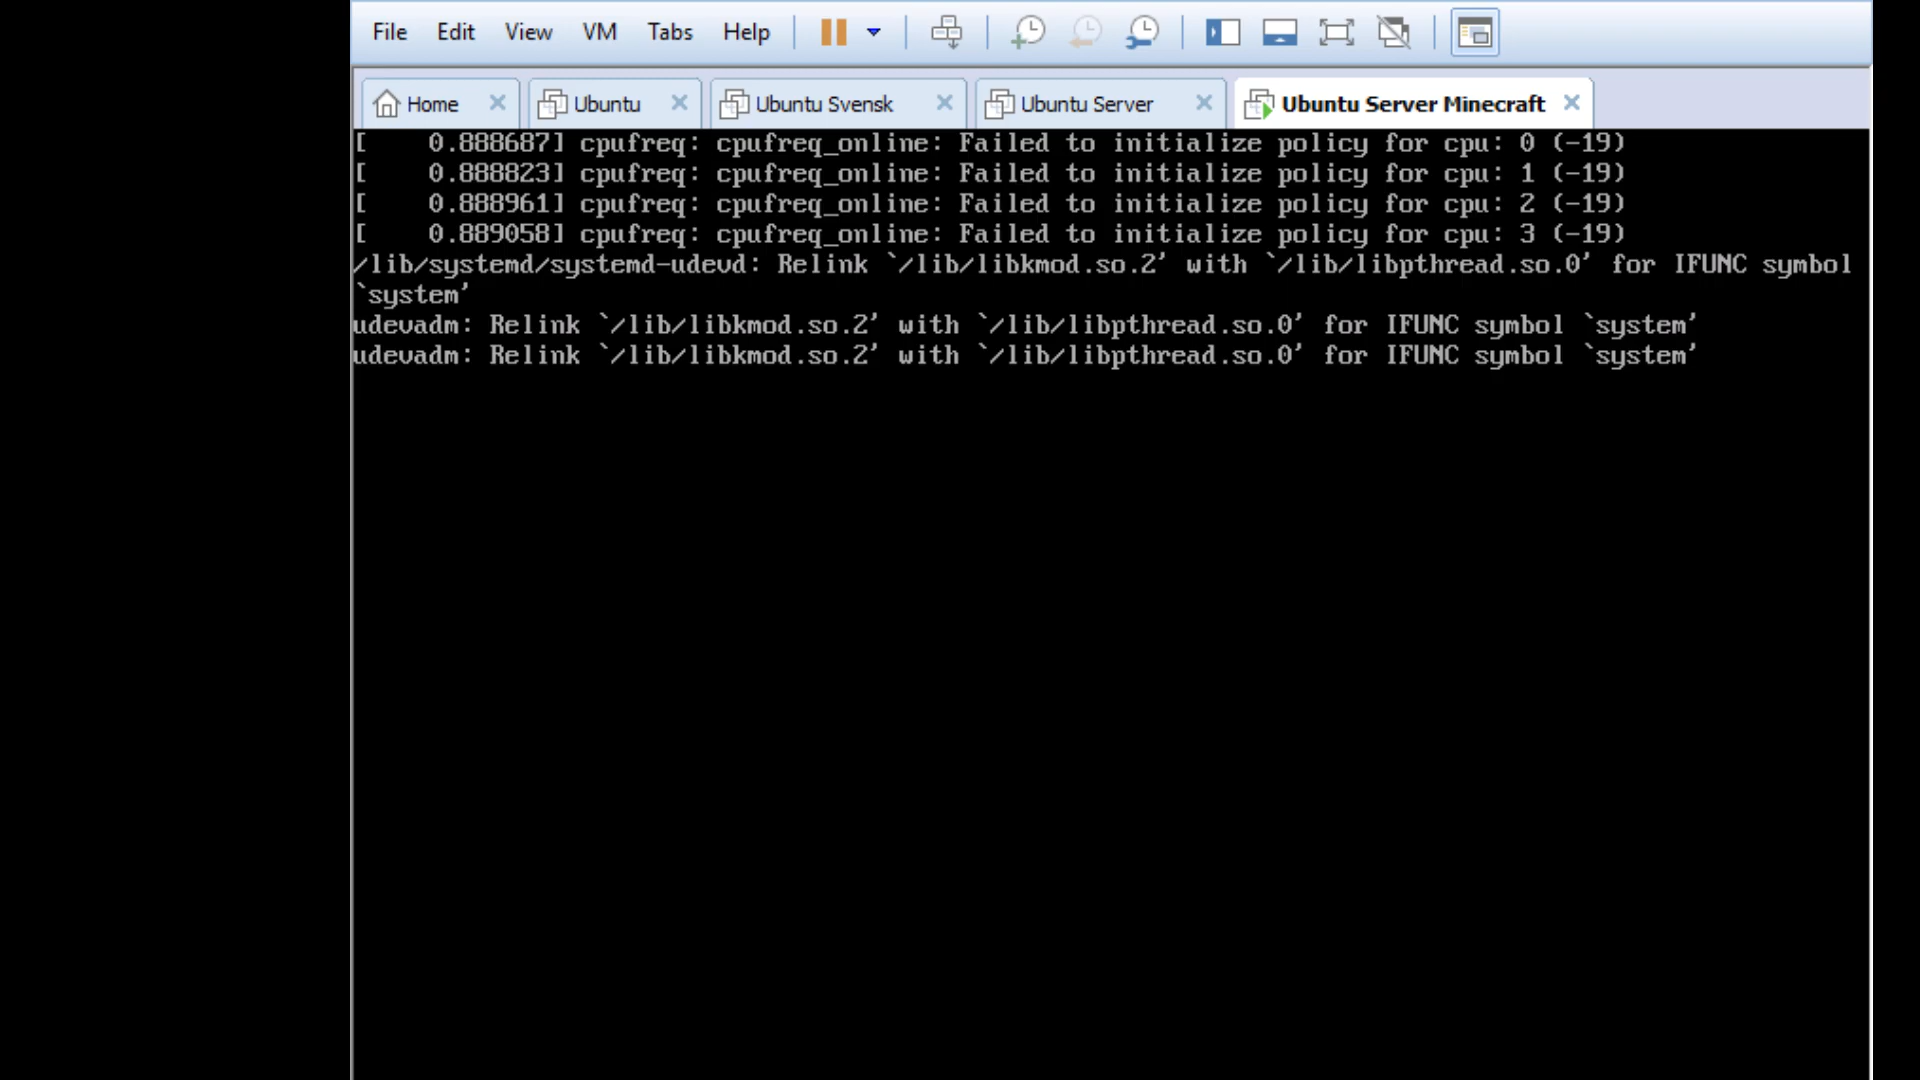 File Edit View VM Tabs Help
Home Ubuntu Ubuntu Svensk Ubuntu Server Ubuntu Server Minecraft
[    0.888687] cpufreq: cpufreq_online: Failed to initialize policy for cpu: 0 (-19)
[    0.888823] cpufreq: cpufreq_online: Failed to initialize policy for cpu: 1 (-19)
[    0.888961] cpufreq: cpufreq_online: Failed to initialize policy for cpu: 2 (-19)
[    0.889058] cpufreq: cpufreq_online: Failed to initialize policy for cpu: 3 (-19)
/lib/systemd/systemd-udevd: Relink `/lib/libkmod.so.2' with `/lib/libpthread.so.0' for IFUNC symbol
`system'
udevadm: Relink `/lib/libkmod.so.2' with `/lib/libpthread.so.0' for IFUNC symbol `system'
udevadm: Relink `/lib/libkmod.so.2' with `/lib/libpthread.so.0' for IFUNC symbol `system'